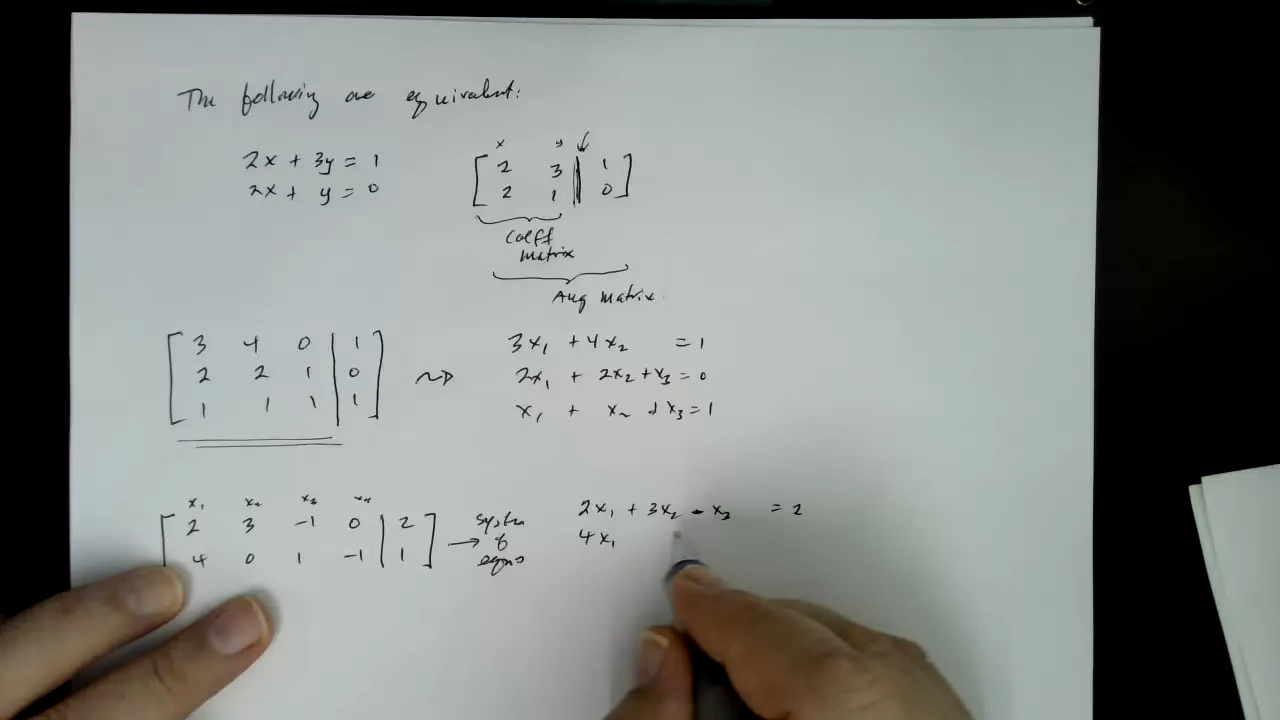 The following are equivalent:
2x + 3y = 1
2x + y = 0
x y
[ 2 3 | 1
2 1 | 0 ]
Coeff
matrix
Aug matrix.
[ 3 4 0 | 1
2 2 1 | 0
1 1 1 | 1 ]
3x₁ + 4x₂ = 1
2x₁ + 2x₂ + x₃ = 0
x₁ + x₂ + x₃ = 1
x₁ x₂ x₃ x₄
[ 2 3 -1 0 | 2
4 0 1 -1 | 1 ]
system
of
eqns
2x₁ + 3x₂ - x₃ = 2
4x₁